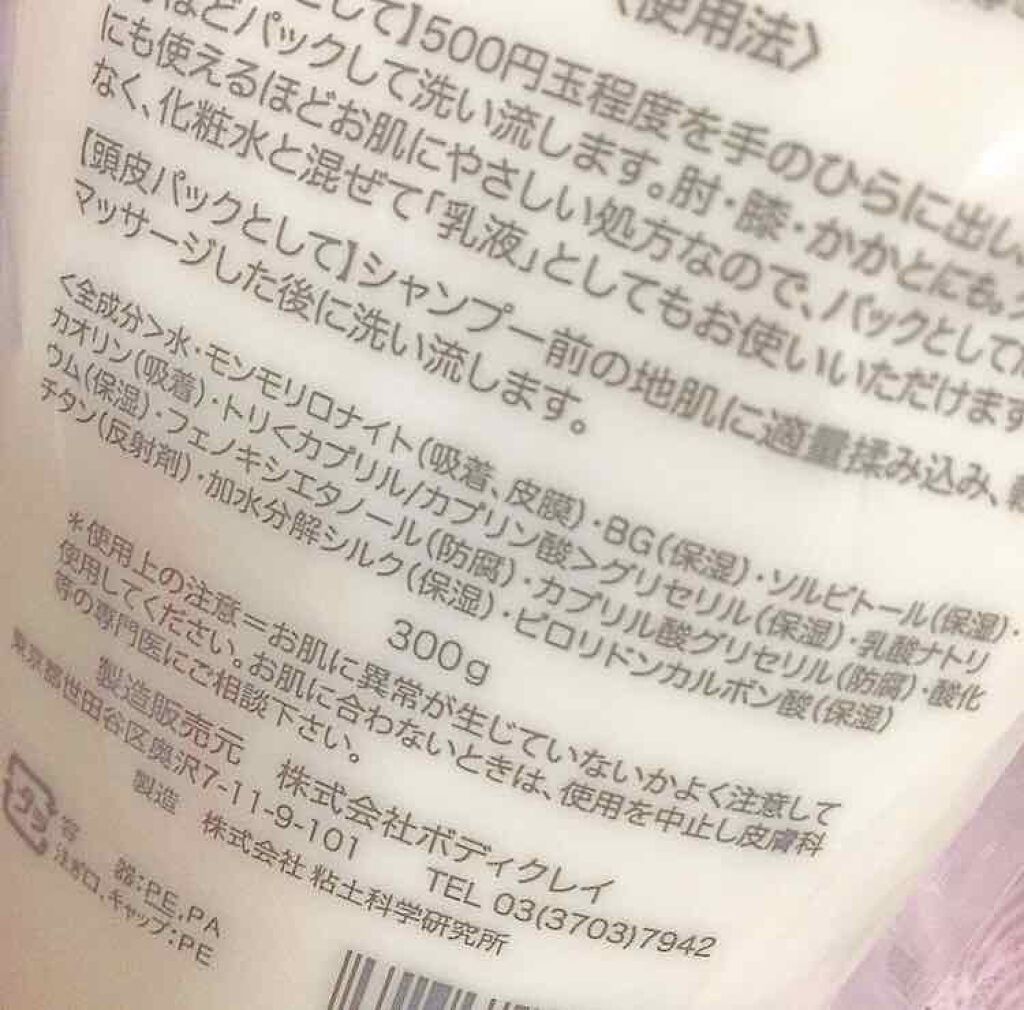 〈使用法〉
として】500円玉程度を手のひらに出し、
ほどパックして洗い流します。肘・膝・かかとにも。
にも使えるほどお肌にやさしい処方なので、パックとして
なく、化粧水と混ぜて「乳液」としてもお使いいただけます
【頭皮パックとして】シャンプー前の地肌に適量揉み込み、
マッサージした後に洗い流します。
<全成分>水・モンモリロナイト(吸着、皮膜)・BG(保湿)・ソルビトール(保湿)・
カオリン(吸着)・トリ<カプリル/カプリン酸>グリセリル(保湿)・乳酸ナトリ
ウム(保湿)・フェノキシエタノール(防腐)・カプリル酸グリセリル(防腐)・酸化
チタン(反射剤)・加水分解シルク(保湿)・ピロリドンカルボン酸(保湿)
300g
*使用上の注意=お肌に異常が生じていないかよく注意して
使用してください。お肌に合わないときは、使用を中止し皮膚科
等の専門医にご相談下さい。
製造販売元 株式会社ボディクレイ
東京都世田谷区奥沢7-11-9-101 TEL 03(3703)7942
製造 株式会社 粘土科学研究所
プラ
容 器:PE,PA
注ぎ口、キャップ:PE